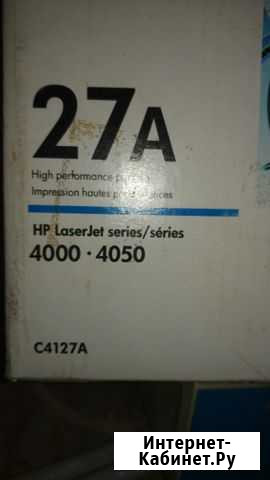 27A
High performance
Impression hautes
HP LaserJet series/séries
4000 · 4050
C4127A
Интернет-
Кабинет.Ру